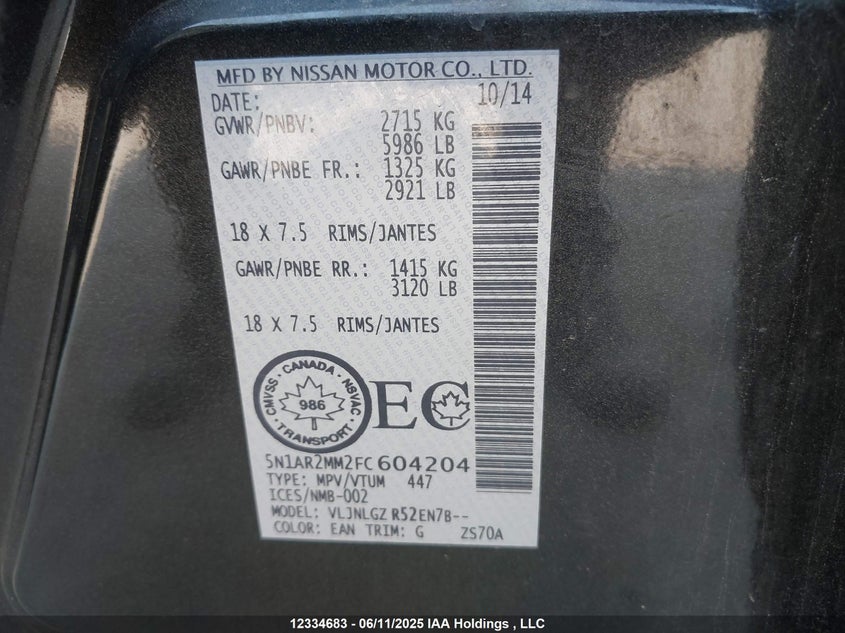 MFD BY NISSAN MOTOR CO., LTD.
DATE: 10/14
GVWR/PNBV: 2715 KG
5986 LB
GAWR/PNBE FR.: 1325 KG
2921 LB
18 X 7.5 RIMS/JANTES
GAWR/PNBE RR.: 1415 KG
3120 LB
18 X 7.5 RIMS/JANTES
CANADA
CMVSS - NSVAC
986
TRANSPORT
EC
5N1AR2MM2FC604204
TYPE: MPV/VTUM 447
ICES/NMB-002
MODEL: VLJNLGZ R52EN7B--
COLOR: EAN TRIM: G ZS70A
12334683 - 06/11/2025 IAA Holdings , LLC